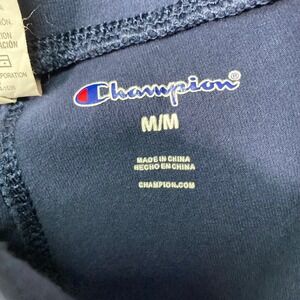 Champion®
M/M
MADE IN CHINA
HECHO EN CHINA
CHAMPION.COM